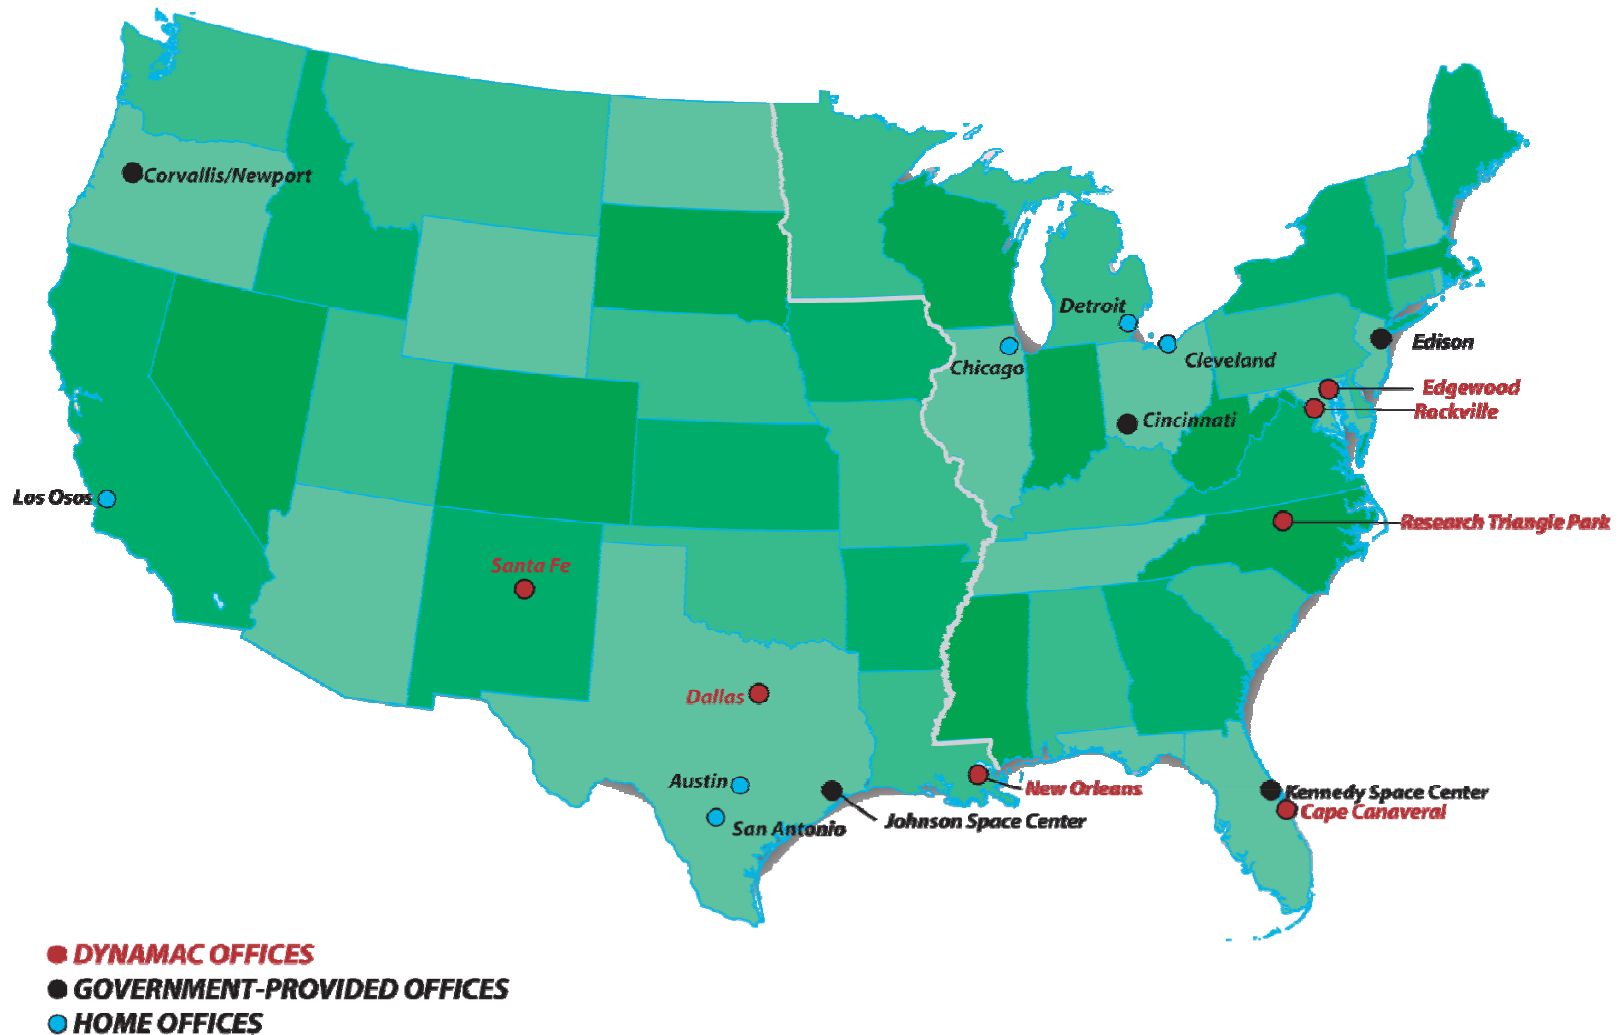 Corvallis/Newport
Detroit
Chicago
Cleveland
Edison
Edgewood
Rockville
Cincinnati
Los Osos
Research Triangle Park
Santa Fe
Dallas
Austin
San Antonio
Johnson Space Center
New Orleans
Kennedy Space Center
Cape Canaveral
DYNAMAC OFFICES
GOVERNMENT-PROVIDED OFFICES
HOME OFFICES